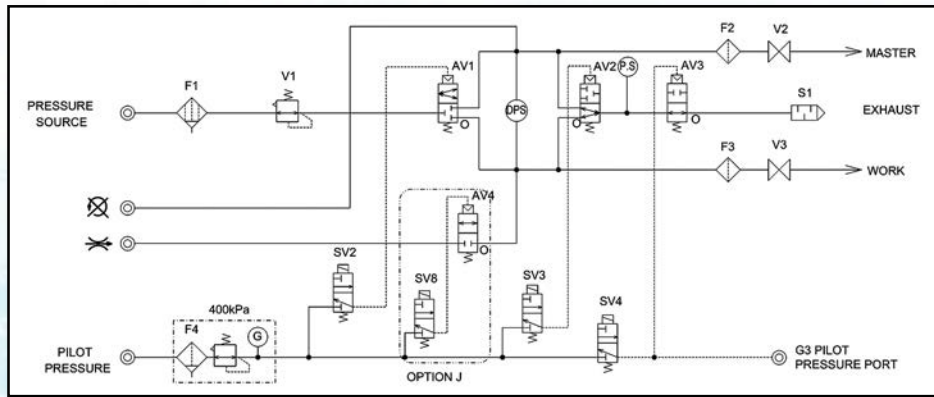 F2
V2
MASTER
AV1
AV2
P.S
AV3
F1
V1
S1
PRESSURE
SOURCE
DPS
EXHAUST
O
O
O
F3
V3
WORK
AV4
O
SV2
SV8
SV3
SV4
400kPa
F4
G
PILOT
PRESSURE
OPTION J
G3 PILOT
PRESSURE PORT